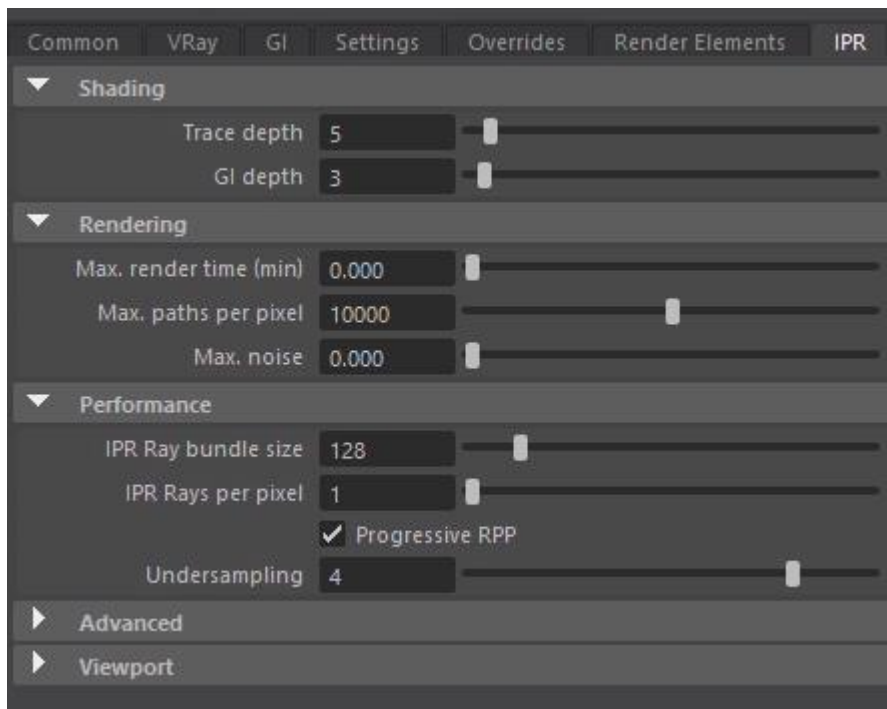 Common VRay GI Settings Overrides Render Elements IPR
Shading
Trace depth 5
GI depth 3
Rendering
Max. render time (min) 0.000
Max. paths per pixel 10000
Max. noise 0.000
Performance
IPR Ray bundle size 128
IPR Rays per pixel 1
Progressive RPP
Undersampling 4
Advanced
Viewport